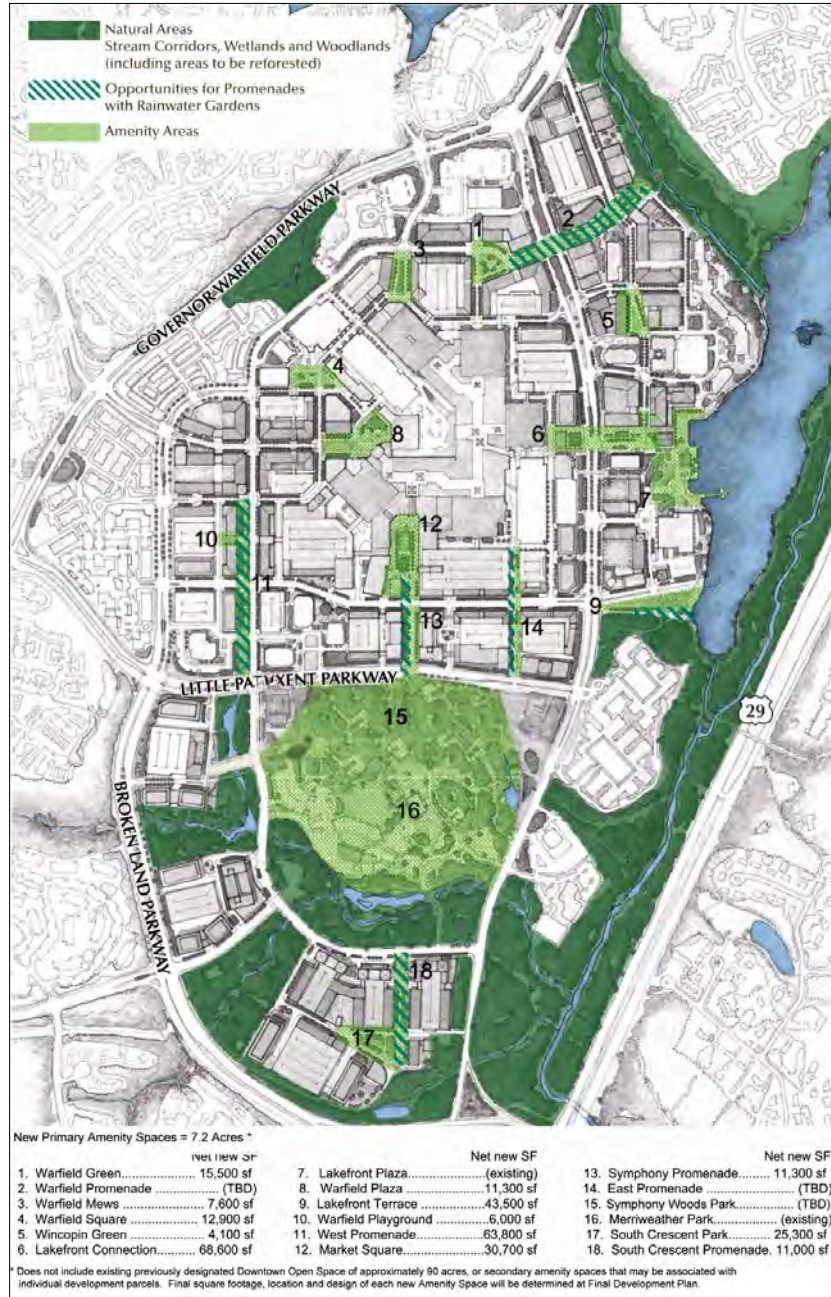 Natural Areas
Stream Corridors, Wetlands and Woodlands
(including areas to be reforested)
Opportunities for Promenades
with Rainwater Gardens
Amenity Areas
GOVERNOR WARFIELD PARKWAY
1
2
3
5
4
8
6
7
12
10
11
9
13
14
LITTLE PATUXENT PARKWAY
15
29
16
BROKEN LAND PARKWAY
18
17
New Primary Amenity Spaces = 7.2 Acres *
Net new SF
1. Warfield Green............ 15,500 sf
2. Warfield Promenade ............ (TBD)
3. Warfield Mews ............ 7,600 sf
4. Warfield Square ............ 12,900 sf
5. Wincopin Green ............ 4,100 sf
6. Lakefront Connection............ 68,600 sf
Net new SF
7. Lakefront Plaza............(existing)
8. Warfield Plaza ............11,300 sf
9. Lakefront Terrace ............43,500 sf
10. Warfield Playground ............6,000 sf
11. West Promenade............63,800 sf
12. Market Square............30,700 sf
Net new SF
13. Symphony Promenade............ 11,300 sf
14. East Promenade ............ (TBD)
15. Symphony Woods Park............(TBD)
16. Merriweather Park............ (existing)
17. South Crescent Park............25,300 sf
18. South Crescent Promenade. 11,000 sf
* Does not include existing previously designated Downtown Open Space of approximately 90 acres, or secondary amenity spaces that may be associated with
individual development parcels. Final square footage, location and design of each new Amenity Space will be determined at Final Development Plan.